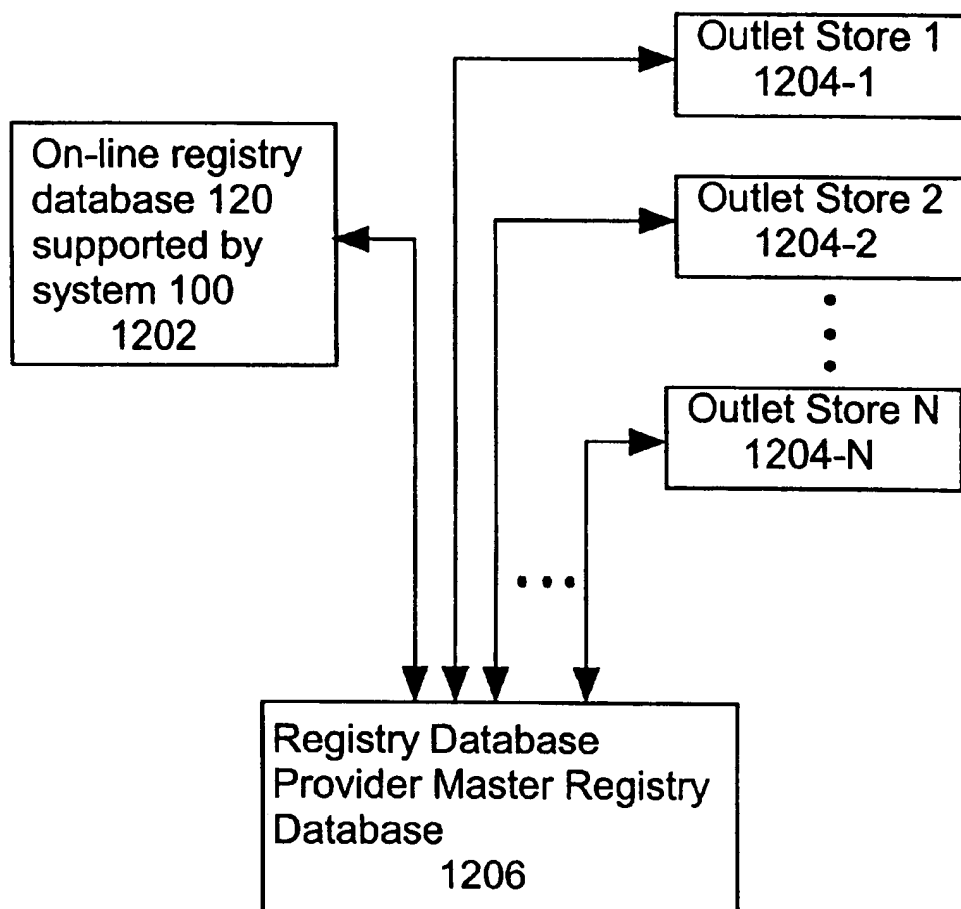 Outlet Store 1
1204-1
On-line registry
database 120
supported by
system 100
1202
Outlet Store 2
1204-2
Outlet Store N
1204-N
Registry Database
Provider Master Registry
Database
1206